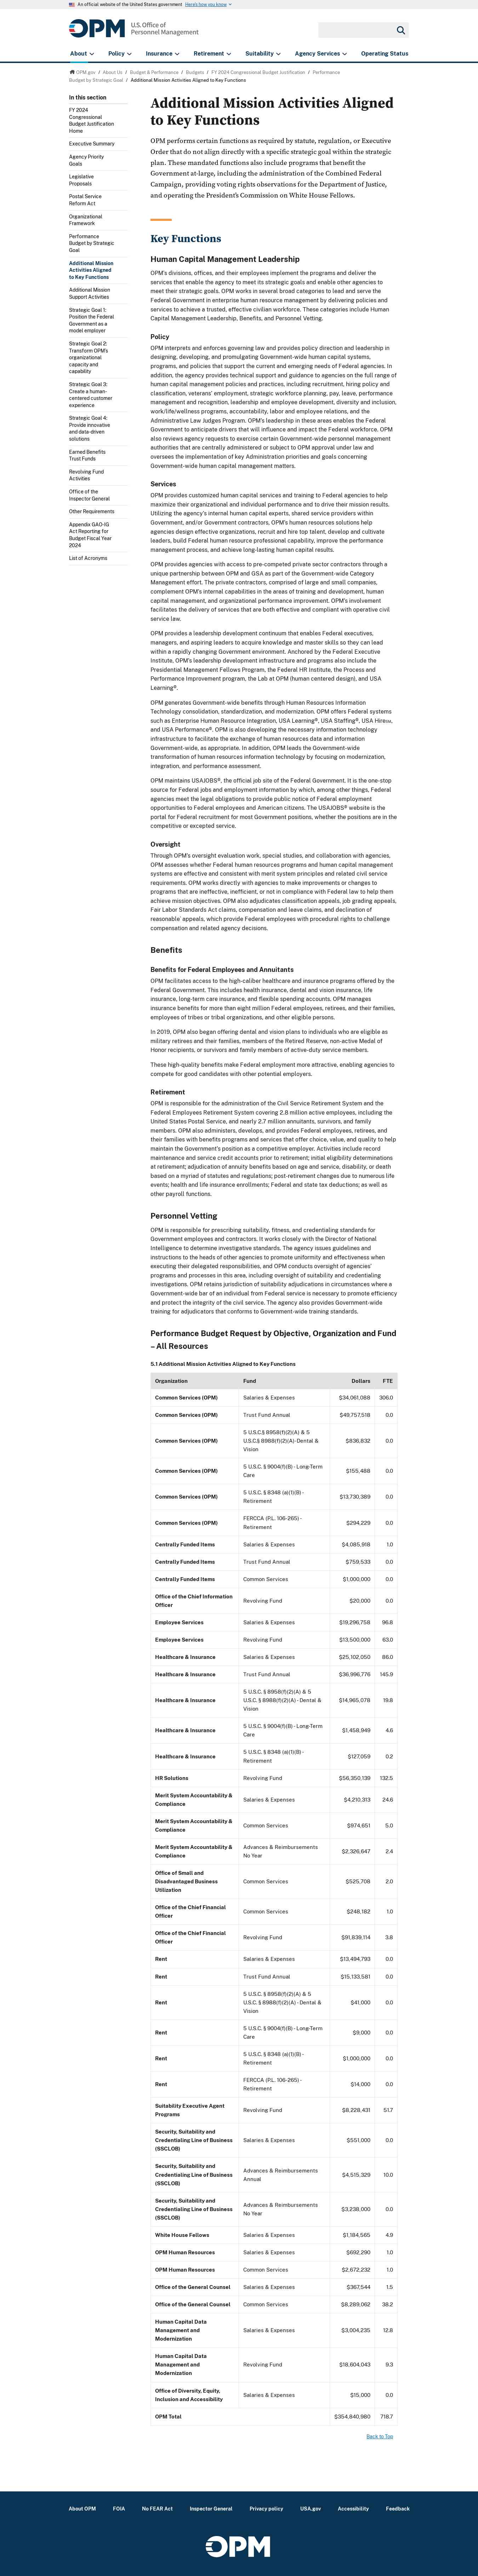 An official website of the United States government Here's how you know
OPM U.S. Office of
Personnel Management
About Policy Insurance Retirement Suitability Agency Services Operating Status
OPM.gov / About Us / Budget & Performance / Budgets / FY 2024 Congressional Budget Justification / Performance
Budget by Strategic Goal / Additional Mission Activities Aligned to Key Functions
In this section
FY 2024
Congressional
Budget Justification
Home
Executive Summary
Agency Priority
Goals
Legislative
Proposals
Postal Service
Reform Act
Organizational
Framework
Performance
Budget by Strategic
Goal
Additional Mission
Activities Aligned
to Key Functions
Additional Mission
Support Activities
Strategic Goal 1:
Position the Federal
Government as a
model employer
Strategic Goal 2:
Transform OPM's
organizational
capacity and
capability
Strategic Goal 3:
Create a human-
centered customer
experience
Strategic Goal 4:
Provide innovative
and data-driven
solutions
Earned Benefits
Trust Funds
Revolving Fund
Activities
Office of the
Inspector General
Other Requirements
Appendix GAO-IG
Act Reporting for
Budget Fiscal Year
2024
List of Acronyms
Additional Mission Activities Aligned
to Key Functions
OPM performs certain functions as required by statute, regulation, or Executive
Order that do not align directly with a specific strategic goal within the strategic
plan. These mandated functions also include programs that benefit the
Government at-large, including the administration of the Combined Federal
Campaign, providing voting rights observations for the Department of Justice,
and operating the President's Commission on White House Fellows.
Key Functions
Human Capital Management Leadership
OPM's divisions, offices, and their employees implement the programs and deliver the
services that enable the agency to meet its strategic goals and enable agencies to meet
their strategic goals. OPM works in several broad categories to lead and serve the
Federal Government in enterprise human resources management by delivering policies and
services to achieve a trusted, effective civilian workforce. These categories include Human
Capital Management Leadership, Benefits, and Personnel Vetting.
Policy
OPM interprets and enforces governing law and provides policy direction and leadership in
designing, developing, and promulgating Government-wide human capital systems,
programs, and policies that support the current and emerging needs of Federal agencies. In
addition, the agency provides technical support and guidance to agencies on the full range
of human capital management policies and practices, including recruitment, hiring policy and
classification, veterans' employment, strategic workforce planning, pay, leave, performance
management and recognition, leadership and employee development, diversity and inclusion,
work/life/wellness programs, accountability, labor and employee relations, and the
Administrative Law Judges Program. OPM's leadership in these areas enables the Federal
Government to anticipate events that will influence and impact the Federal workforce. OPM
also reviews agency requests to exercise certain Government-wide personnel management
authorities that are centrally controlled or subject to OPM approval under law and
oversees the implementation of key Administration priorities and goals concerning
Government-wide human capital management matters.
Services
OPM provides customized human capital services and training to Federal agencies to help
maximize their organizational and individual performance and to drive their mission results.
Utilizing OPM's internal experts, and a variety of shared service providers within
Government, and/or Government contractors, OPM's human resources solutions help
agencies design effective organizations, recruit and hire top talent, develop and cultivate
leaders, build Federal human resource professional capability, improve the performance
management process, and achieve long-lasting human capital results.
OPM provides agencies with access to pre-competed private sector contractors through a
unique partnership between OPM and GSA as part of the Government-wide Category
Management effort. The private contractors, comprised of large and small companies,
complement OPM's internal capabilities in the areas of training and development, human
capital management, and organizational performance improvement. OPM's involvement
facilitates the delivery of services that are both effective and compliant with operative civil
service law.
OPM provides a leadership development continuum that enables Federal executives,
managers, and aspiring leaders to acquire knowledge and master skills so they can lead
within a rapidly changing Government environment. Anchored by the Federal Executive
Institute, OPM's leadership development infrastructure and programs also include the
Presidential Management Fellows Program, the Federal HR Institute, the Process and
Performance Improvement program, the Lab at OPM (human centered design), and USA
Learning®.
OPM generates Government-wide benefits through Human Resources Information
Technology consolidation, standardization, and modernization. OPM offers Federal systems
such as Enterprise Human Resource Integration, USA Learning®, USA Staffing®, USA Hire℠,
and USA Performance®. OPM is also developing the necessary information technology
infrastructure to facilitate the exchange of human resources data and information
Government-wide, as appropriate. In addition, OPM leads the Government-wide
transformation of human resources information technology by focusing on modernization,
integration, and performance assessment.
OPM maintains USAJOBS®, the official job site of the Federal Government. It is the one-stop
source for Federal jobs and employment information by which, among other things, agencies
meet their legal obligations to provide public notice of Federal employment
opportunities to Federal employees and American citizens. The USAJOBS® website is the
portal for Federal recruitment for most Government positions, whether the positions are in the
competitive or excepted service.
Oversight
Through OPM's oversight evaluation work, special studies, and collaboration with agencies,
OPM assesses whether Federal human resources programs and human capital management
systems are effective and consistent with merit system principles and related civil service
requirements. OPM works directly with agencies to make improvements or changes to
programs that are ineffective, inefficient, or not in compliance with Federal law to help them
achieve mission objectives. OPM also adjudicates classification appeals, job grading appeals,
Fair Labor Standards Act claims, compensation and leave claims, and declination of
reasonable' appeals, which provide Federal employees with procedural rights to challenge
compensation and related agency decisions.
Benefits
Benefits for Federal Employees and Annuitants
OPM facilitates access to the high-caliber healthcare and insurance programs offered by the
Federal Government. This includes health insurance, dental and vision insurance, life
insurance, long-term care insurance, and flexible spending accounts. OPM manages
insurance benefits for more than eight million Federal employees, retirees, and their families,
employees of tribes or tribal organizations, and other eligible persons.
In 2019, OPM also began offering dental and vision plans to individuals who are eligible as
military retirees and their families, members of the Retired Reserve, non-active Medal of
Honor recipients, or survivors and family members of active-duty service members.
These high-quality benefits make Federal employment more attractive, enabling agencies to
compete for good candidates with other potential employers.
Retirement
OPM is responsible for the administration of the Civil Service Retirement System and the
Federal Employees Retirement System covering 2.8 million active employees, including the
United States Postal Service, and nearly 2.7 million annuitants, survivors, and family
members. OPM also administers, develops, and provides Federal employees, retirees, and
their families with benefits programs and services that offer choice, value, and quality to help
maintain the Government's position as a competitive employer. Activities include record
maintenance and service credit accounts prior to retirement; initial eligibility determinations
at retirement; adjudication of annuity benefits based on age and service, disability, or death
based on a myriad of statutes and regulations; post-retirement changes due to numerous life
events; health and life insurance enrollments; Federal and state tax deductions; as well as
other payroll functions.
Personnel Vetting
OPM is responsible for prescribing suitability, fitness, and credentialing standards for
Government employees and contractors. It works closely with the Director of National
Intelligence to determine investigative standards. The agency issues guidelines and
instructions to the heads of other agencies to promote uniformity and effectiveness when
executing their delegated responsibilities, and OPM conducts oversight of agencies'
programs and processes in this area, including oversight of agencies' initial credentialing
adjudications. OPM retains jurisdiction of suitability adjudications in circumstances where
an individual could be barred from a wide range of Federal service is necessary to promote
efficiency and protect the integrity of the civil service. The agency also provides Government-wide
training for adjudicators that conforms to Government-wide training standards.
Performance Budget Request by Objective, Organization and Fund
– All Resources
5.1 Additional Mission Activities Aligned to Key Functions
Organization Fund Dollars FTE
Common Services (OPM) Salaries & Expenses $34,061,088 306.0
Common Services (OPM) Trust Fund Annual $49,757,518 0.0
5 U.S.C.§ 8958(f)(2)(A) & 5
Common Services (OPM) U.S.C.§ 8988(f)(2)(A)- Dental & $836,832 0.0
Vision
Common Services (OPM) 5 U.S.C. § 9004(f)(B) - Long-Term $155,488 0.0
Care
Common Services (OPM) 5 U.S.C. § 8348 (a)(1)(B) - $13,730,389 0.0
Retirement
Common Services (OPM) FERCCA (P.L. 106-265) - $294,229 0.0
Retirement
Centrally Funded Items Salaries & Expenses $4,085,918 1.0
Centrally Funded Items Trust Fund Annual $759,533 0.0
Centrally Funded Items Common Services $1,000,000 0.0
Office of the Chief Information
Officer Revolving Fund $20,000 0.0
Employee Services Salaries & Expenses $19,296,758 96.8
Employee Services Revolving Fund $13,500,000 63.0
Healthcare & Insurance Salaries & Expenses $25,102,050 86.0
Healthcare & Insurance Trust Fund Annual $36,996,776 145.9
5 U.S.C. § 8958(f)(2)(A) & 5
Healthcare & Insurance U.S.C. § 8988(f)(2)(A) - Dental & $14,965,078 19.8
Vision
Healthcare & Insurance 5 U.S.C. § 9004(f)(B) - Long-Term $1,458,949 4.6
Care
Healthcare & Insurance 5 U.S.C. § 8348 (a)(1)(B) - $127,059 0.2
Retirement
HR Solutions Revolving Fund $56,350,139 132.5
Merit System Accountability &
Compliance Salaries & Expenses $4,210,313 24.6
Merit System Accountability &
Compliance Common Services $974,651 5.0
Merit System Accountability & Advances & Reimbursements
Compliance No Year $2,326,647 2.4
Office of Small and
Disadvantaged Business Common Services $525,708 2.0
Utilization
Office of the Chief Financial
Officer Common Services $248,182 1.0
Office of the Chief Financial
Officer Revolving Fund $91,839,114 3.8
Rent Salaries & Expenses $13,494,793 0.0
Rent Trust Fund Annual $15,133,581 0.0
5 U.S.C. § 8958(f)(2)(A) & 5
Rent U.S.C. § 8988(f)(2)(A) - Dental & $41,000 0.0
Vision
Rent 5 U.S.C. § 9004(f)(B) - Long-Term $9,000 0.0
Care
Rent 5 U.S.C. § 8348 (a)(1)(B) - $1,000,000 0.0
Retirement
Rent FERCCA (P.L. 106-265) - $14,000 0.0
Retirement
Suitability Executive Agent
Programs Revolving Fund $8,228,431 51.7
Security, Suitability and
Credentialing Line of Business Salaries & Expenses $551,000 0.0
(SSCLOB)
Security, Suitability and
Credentialing Line of Business Advances & Reimbursements Annual $4,515,329 10.0
(SSCLOB)
Security, Suitability and
Credentialing Line of Business Advances & Reimbursements No Year $3,238,000 0.0
(SSCLOB)
White House Fellows Salaries & Expenses $1,184,565 4.9
OPM Human Resources Salaries & Expenses $692,290 1.0
OPM Human Resources Common Services $2,672,232 1.0
Office of the General Counsel Salaries & Expenses $367,544 1.5
Office of the General Counsel Common Services $8,289,062 38.2
Human Capital Data
Management and Salaries & Expenses $3,004,235 12.8
Modernization
Human Capital Data
Management and Revolving Fund $18,604,043 9.3
Modernization
Office of Diversity, Equity,
Inclusion and Accessibility Salaries & Expenses $15,000 0.0
OPM Total $354,840,980 718.7
Back to Top
About OPM FOIA No FEAR Act Inspector General Privacy policy USA.gov Accessibility Feedback
OPM